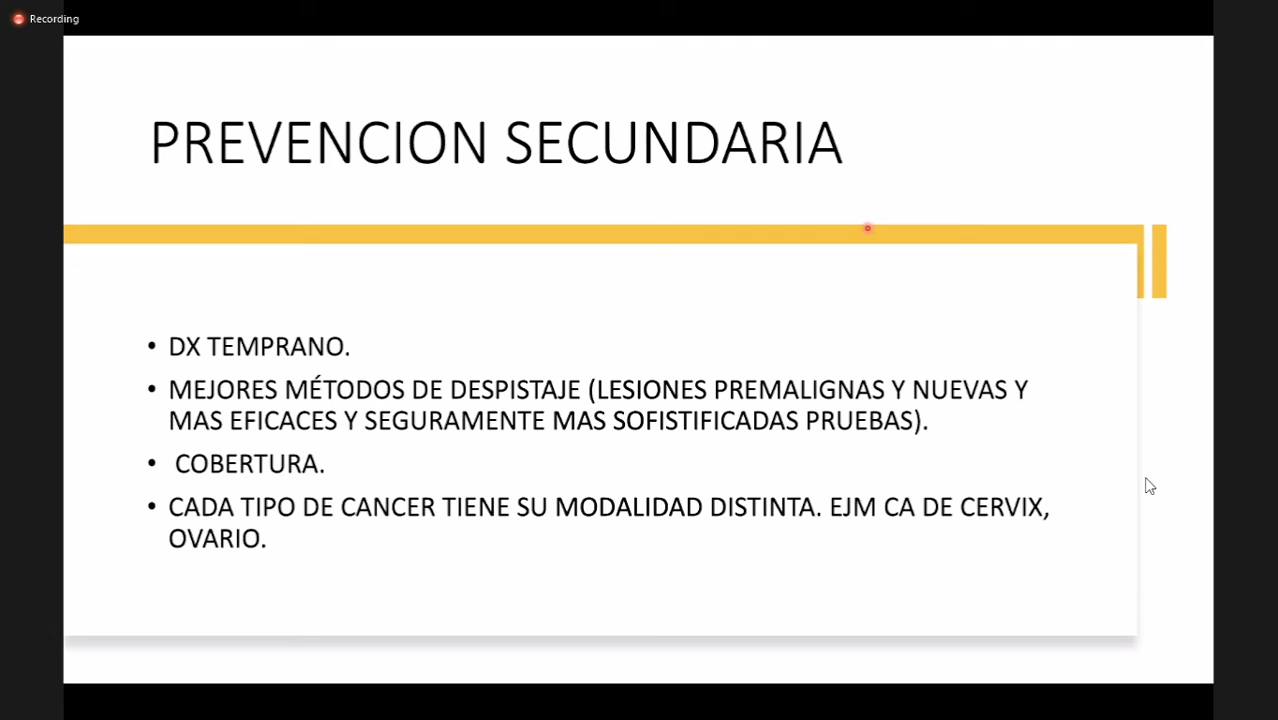 Recording
PREVENCION SECUNDARIA
• DX TEMPRANO.
• MEJORES MÉTODOS DE DESPISTAJE (LESIONES PREMALIGNAS Y NUEVAS Y
MAS EFICACES Y SEGURAMENTE MAS SOFISTIFICADAS PRUEBAS).
• COBERTURA.
• CADA TIPO DE CANCER TIENE SU MODALIDAD DISTINTA. EJM CA DE CERVIX,
OVARIO.